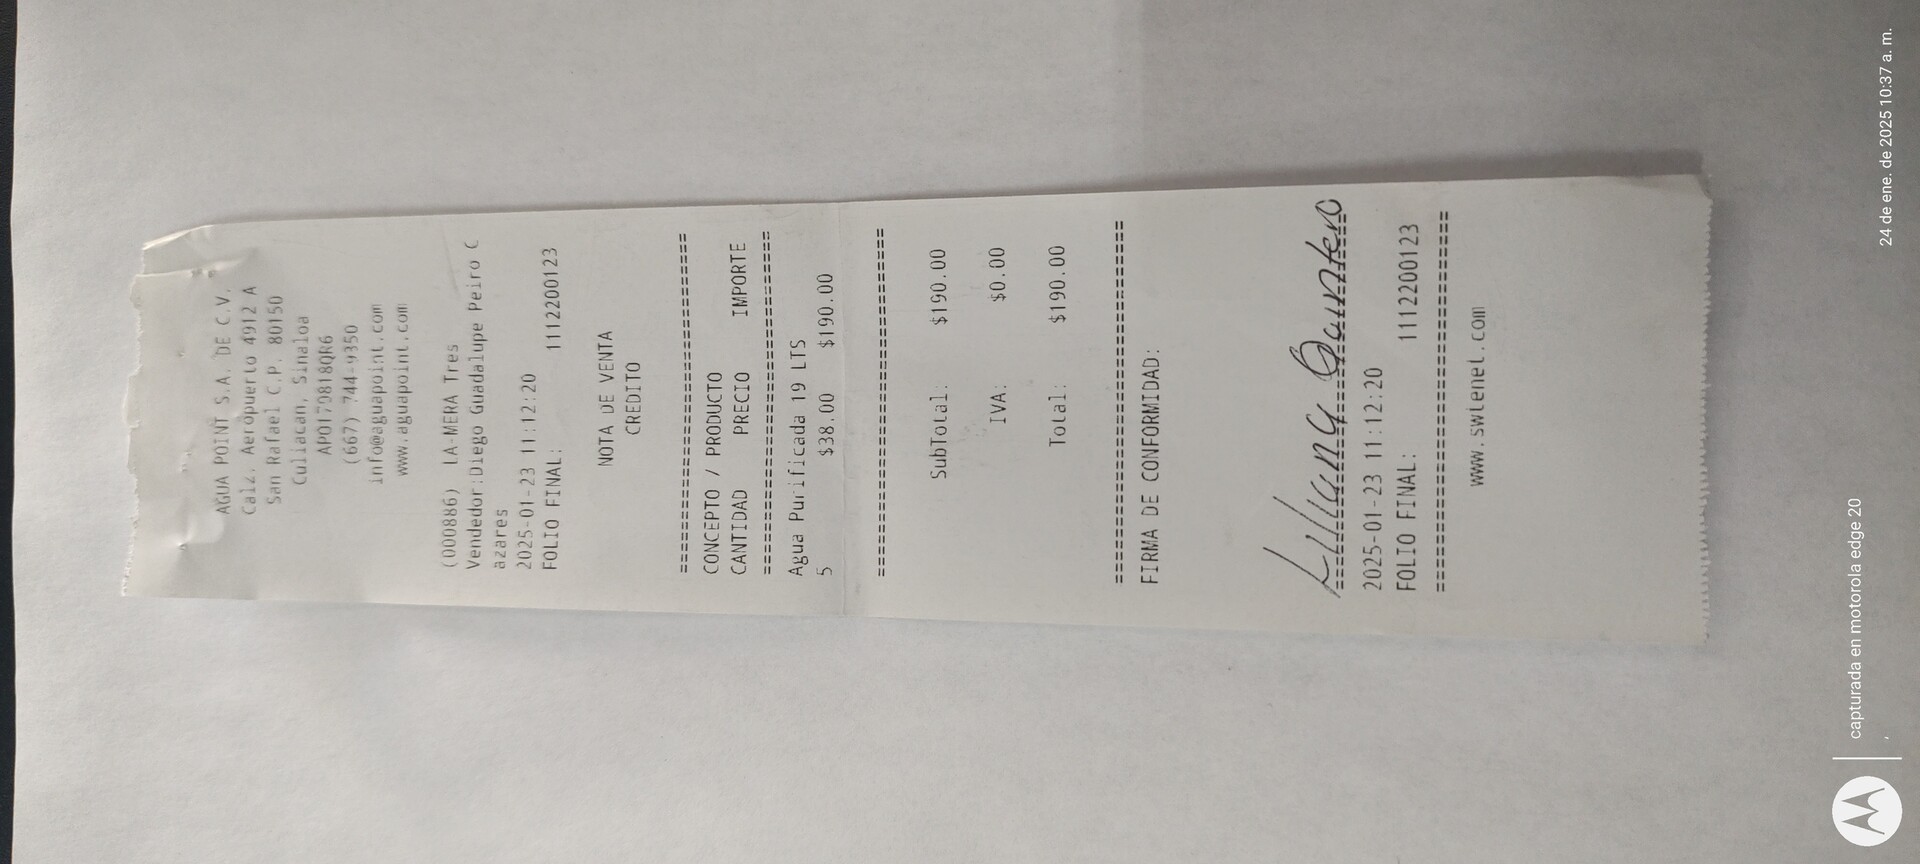 AGUA POINT S.A. DE C.V.
Calz. Aeropuerto 4912 A
San Rafael C.P. 80150
Culiacan, Sinaloa
APO170818QR6
(667) 744-9350
info@aguapoint.com
www.aguapoint.com
(000886) LA-MERA Tres
Vendedor:Diego Guadalupe Peiro C
azares
2025-01-23 11:12:20
FOLIO FINAL: 1112200123
NOTA DE VENTA
CREDITO
================================
CONCEPTO / PRODUCTO
CANTIDAD PRECIO IMPORTE
================================
Agua Purificada 19 LTS
5 $38.00 $190.00
================================
SubTotal: $190.00
IVA: $0.00
Total: $190.00
================================
FIRMA DE CONFORMIDAD:
Liliana Quintero
================================
2025-01-23 11:12:20
FOLIO FINAL: 1112200123
================================
www.swtenel.com
capturada en motorola edge 20
24 de ene. de 2025 10:37 a. m.